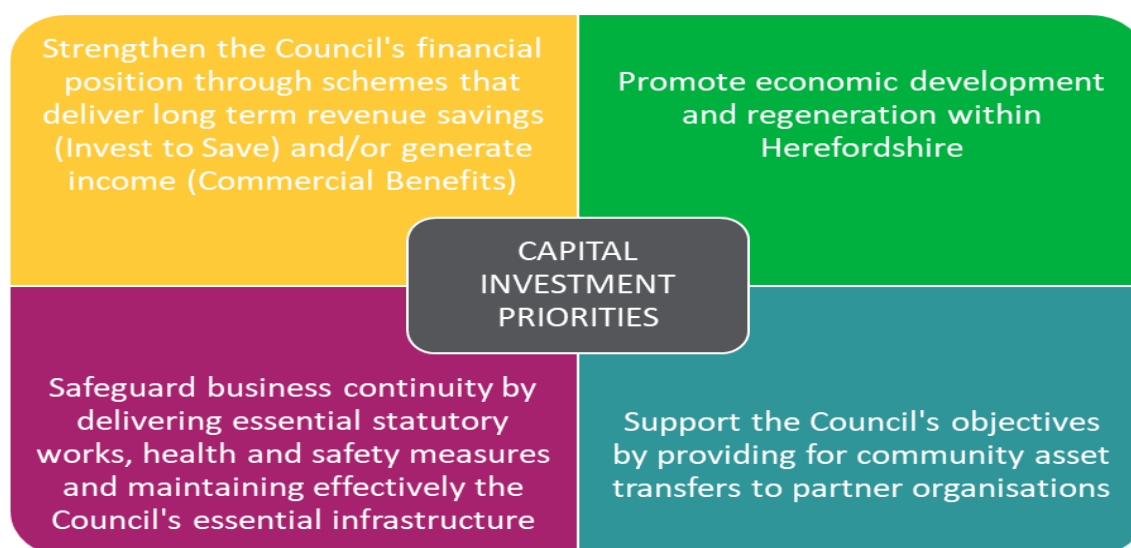 Strengthen the Council's financial
position through schemes that
deliver long term revenue savings
(Invest to Save) and/or generate
income (Commercial Benefits)
Promote economic development
and regeneration within
Herefordshire
CAPITAL
INVESTMENT
PRIORITIES
Safeguard business continuity by
delivering essential statutory
works, health and safety measures
and maintaining effectively the
Council's essential infrastructure
Support the Council's objectives
by providing for community asset
transfers to partner organisations